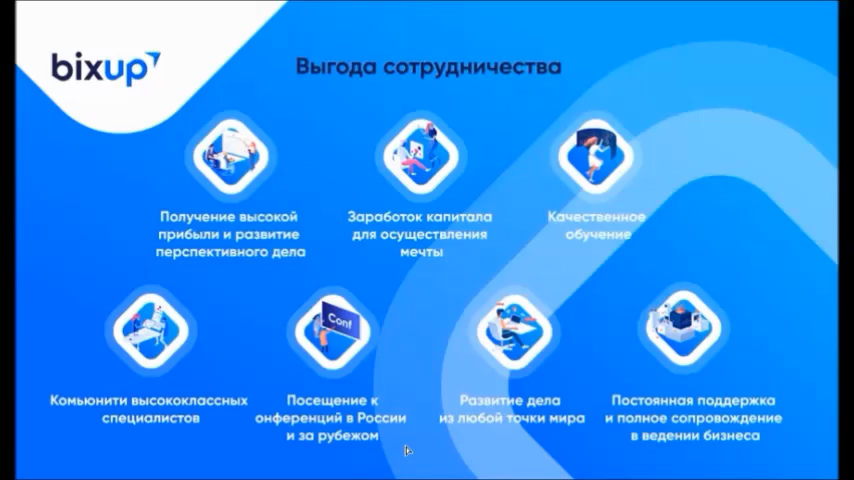 bixup
Выгода сотрудничества
Получение высокой
прибыли и развитие
перспективного дела
Заработок капитала
для осуществления
мечты
Качественное
обучение
Conf
Комьюнити высококлассных
специалистов
Посещение к
онференций в России
и за рубежом
Развитие дела
из любой точки мира
Постоянная поддержка
и полное сопровождение
в ведении бизнеса